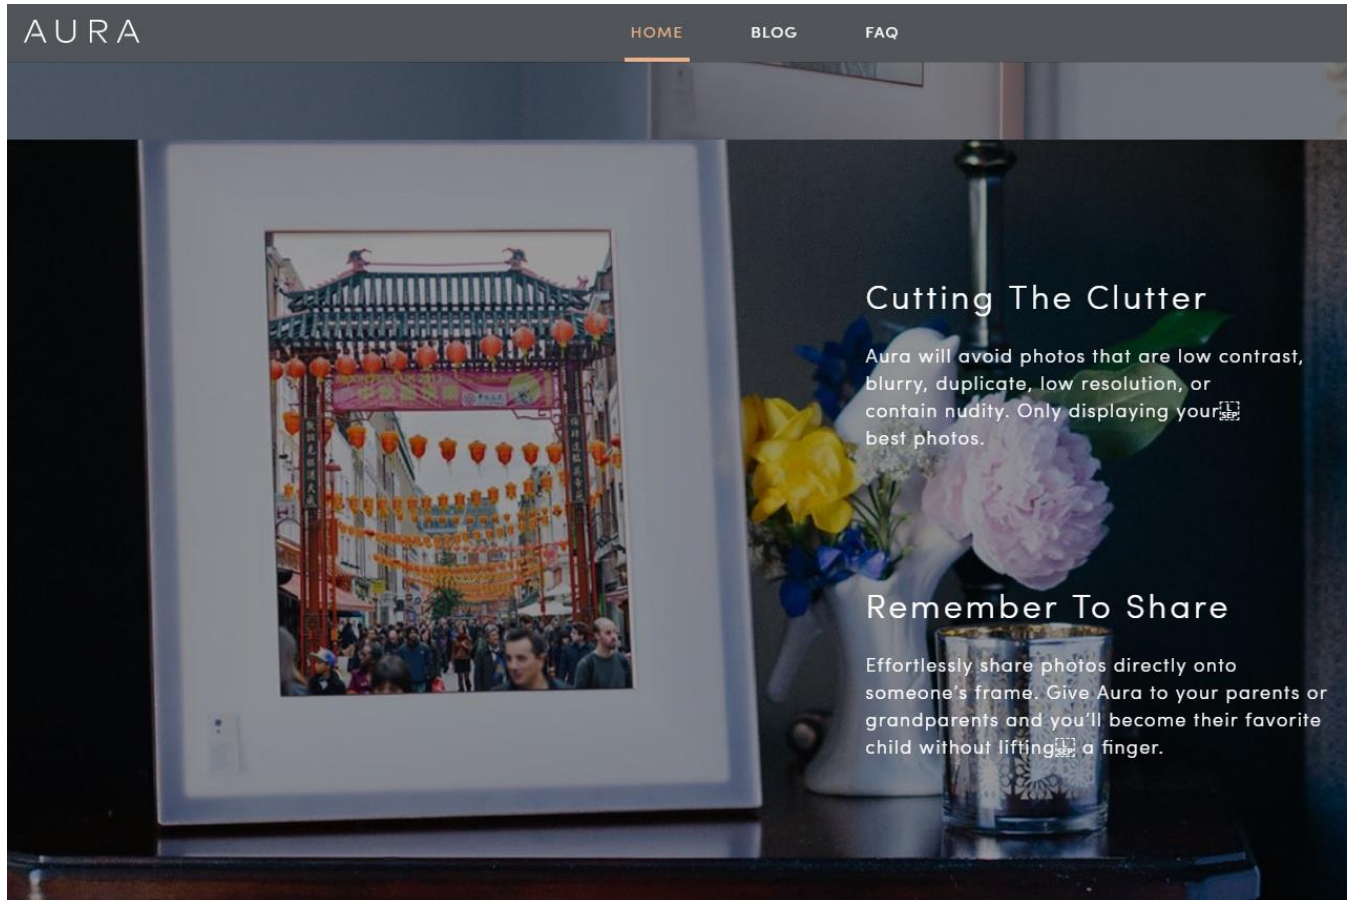 AURA
HOME BLOG FAQ
Cutting The Clutter
Aura will avoid photos that are low contrast,
blurry, duplicate, low resolution, or
contain nudity. Only displaying your
best photos.
Remember To Share
Effortlessly share photos directly onto
someone's frame. Give Aura to your parents or
grandparents and you'll become their favorite
child without lifting a finger.